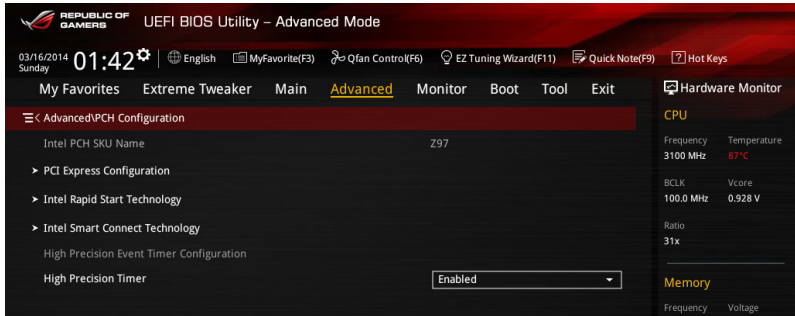 REPUBLIC OF
GAMERS
UEFI BIOS Utility – Advanced Mode
03/16/2014
Sunday
01:42
English
MyFavorite(F3)
Qfan Control(F6)
EZ Tuning Wizard(F11)
Quick Note(F9)
? Hot Keys
My Favorites
Extreme Tweaker
Main
Advanced
Monitor
Boot
Tool
Exit
Hardware Monitor
< Advanced\PCH Configuration
Intel PCH SKU Name Z97
> PCI Express Configuration
> Intel Rapid Start Technology
> Intel Smart Connect Technology
High Precision Event Timer Configuration
High Precision Timer Enabled
CPU
Frequency Temperature
3100 MHz 87°C
BCLK Vcore
100.0 MHz 0.928 V
Ratio
31x
Memory
Frequency Voltage